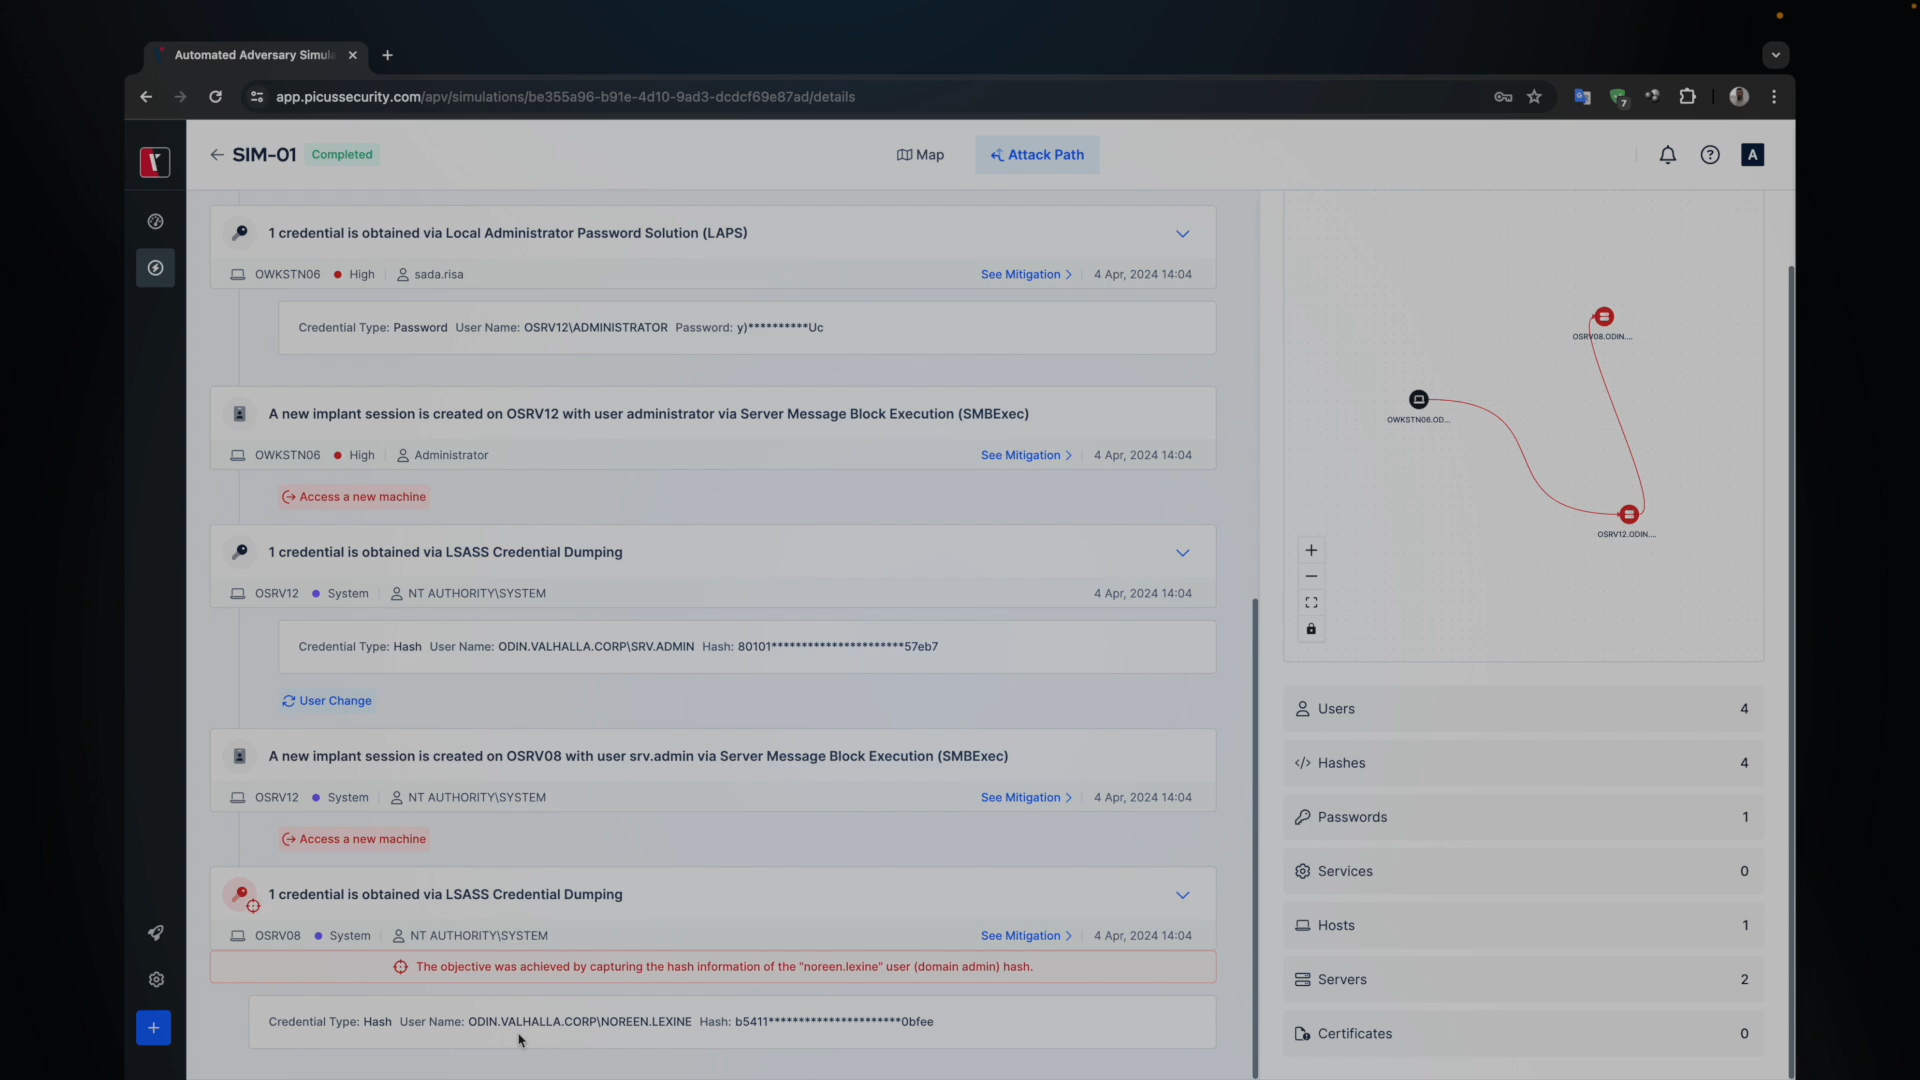 Automated Adversary Simula
app.picussecurity.com/apv/simulations/be355a96-b91e-4d10-9ad3-dcdcf69e87ad/details
7
SIM-01 Completed
Map
Attack Path
A
1 credential is obtained via Local Administrator Password Solution (LAPS)
OWKSTN06 High sada.risa See Mitigation 4 Apr, 2024 14:04
Credential Type: Password User Name: OSRV12\ADMINISTRATOR Password: y)**********Uc
A new implant session is created on OSRV12 with user administrator via Server Message Block Execution (SMBExec)
OWKSTN06 High Administrator See Mitigation 4 Apr, 2024 14:04
Access a new machine
1 credential is obtained via LSASS Credential Dumping
OSRV12 System NT AUTHORITY\SYSTEM 4 Apr, 2024 14:04
Credential Type: Hash User Name: ODIN.VALHALLA.CORP\SRV.ADMIN Hash: 80101**********************57eb7
User Change
A new implant session is created on OSRV08 with user srv.admin via Server Message Block Execution (SMBExec)
OSRV12 System NT AUTHORITY\SYSTEM See Mitigation 4 Apr, 2024 14:04
Access a new machine
1 credential is obtained via LSASS Credential Dumping
OSRV08 System NT AUTHORITY\SYSTEM See Mitigation 4 Apr, 2024 14:04
The objective was achieved by capturing the hash information of the "noreen.lexine" user (domain admin) hash.
Credential Type: Hash User Name: ODIN.VALHALLA.CORP\NOREEN.LEXINE Hash: b5411**********************0bfee
OSRV08.ODIN....
OWKSTN06.OD...
OSRV12.ODIN....
Users 4
Hashes 4
Passwords 1
Services 0
Hosts 1
Servers 2
Certificates 0